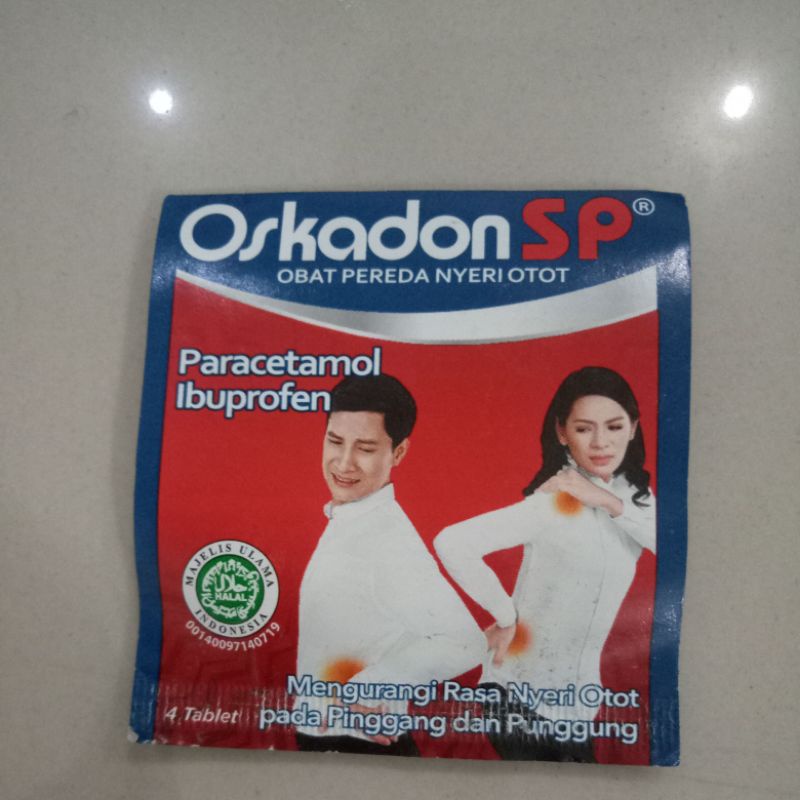 Oskadon SP®
OBAT PEREDA NYERI OTOT
Paracetamol
Ibuprofen
MAJELIS ULAMA
حلال
HALAL
INDONESIA
00140097140719
Mengurangi Rasa Nyeri Otot
4 Tablet pada Pinggang dan Punggung